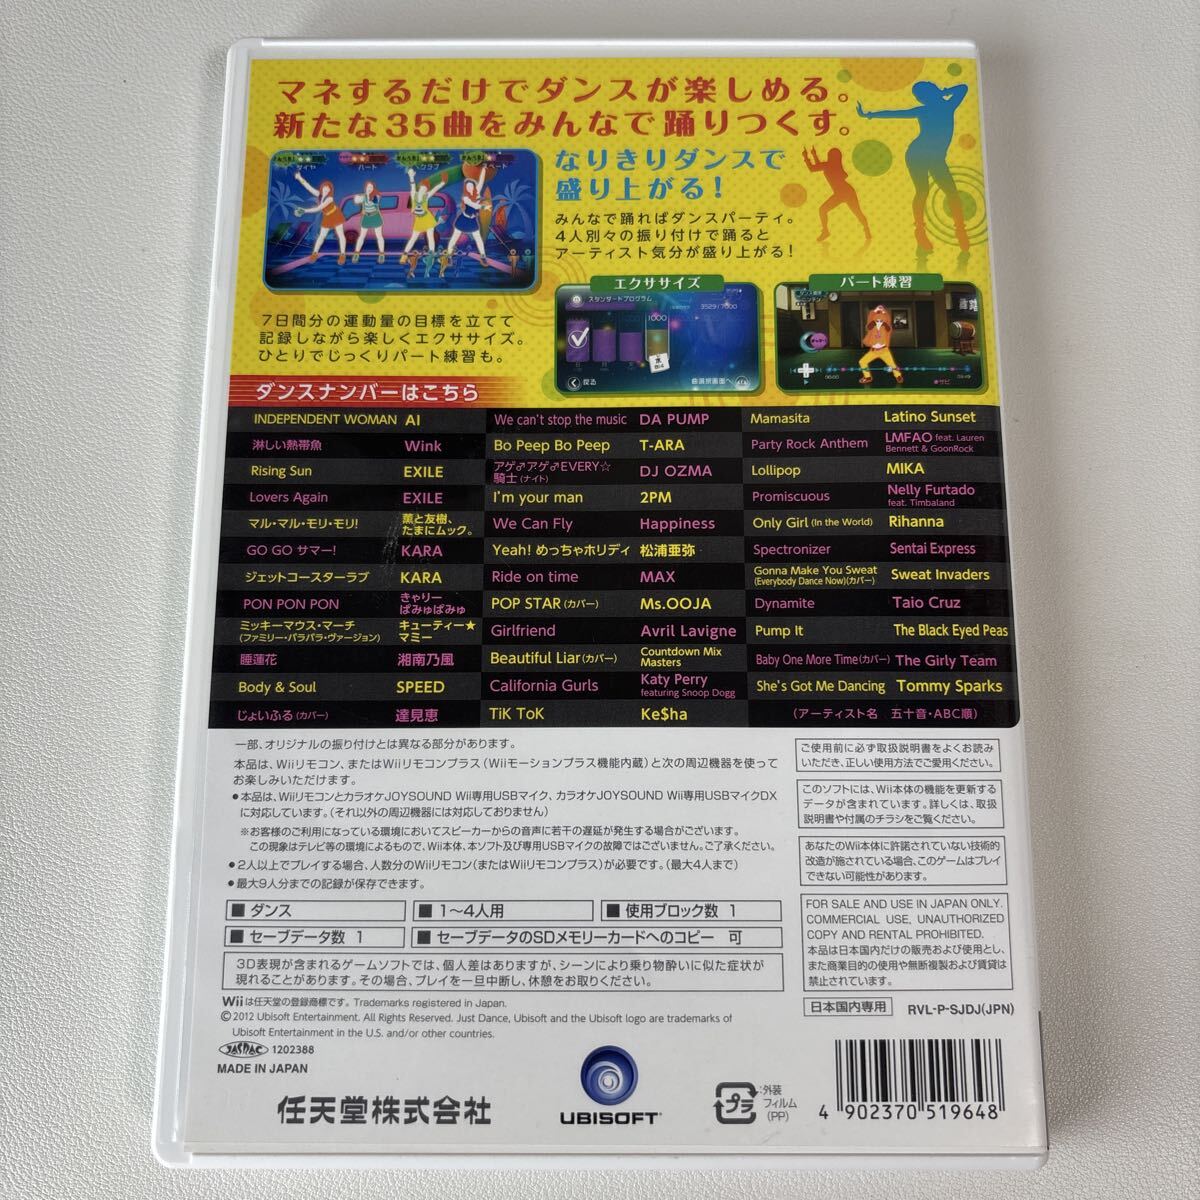 マネするだけでダンスが楽しめる。
新たな35曲をみんなで踊りつくす。
ダイヤ
ハート
クラブ
スペード
なりきりダンスで
盛り上がる!
みんなで踊ればダンスパーティ。
4人別々の振り付けで踊ると
アーティスト気分が盛り上がる!
エクササイズ
スタンダードプログラム
3529/7000
1000
水
戻る
曲選択画面へ
パート練習
サビ
7日間分の運動量の目標を立てて
記録しながら楽しくエクササイズ。
ひとりでじっくりパート練習も。
ダンスナンバーはこちら
INDEPENDENT WOMAN AI
淋しい熱帯魚 Wink
Rising Sun EXILE
Lovers Again EXILE
マル・マル・モリ・モリ! 薫と友樹、たまにムック。
GO GO サマー! KARA
ジェットコースターラブ KARA
PON PON PON きゃりーぱみゅぱみゅ
ミッキーマウス・マーチ(ファミリー・パラパラ・ヴァージョン) キューティー★マミー
睡蓮花 湘南乃風
Body & Soul SPEED
じょいふる(カバー) 達見恵
We can't stop the music DA PUMP
Bo Peep Bo Peep T-ARA
アゲ♂アゲ♂EVERY☆騎士(ナイト) DJ OZMA
I'm your man 2PM
We Can Fly Happiness
Yeah! めっちゃホリディ 松浦亜弥
Ride on time MAX
POP STAR(カバー) Ms.OOJA
Girlfriend Avril Lavigne
Beautiful Liar(カバー) Countdown Mix Masters
California Gurls Katy Perry featuring Snoop Dogg
TiK ToK Ke$ha
Mamasita Latino Sunset
Party Rock Anthem LMFAO feat. Lauren Bennett & GoonRock
Lollipop MIKA
Promiscuous Nelly Furtado feat. Timbaland
Only Girl (In the World) Rihanna
Spectronizer Sentai Express
Gonna Make You Sweat (Everybody Dance Now)(カバー) Sweat Invaders
Dynamite Taio Cruz
Pump It The Black Eyed Peas
Baby One More Time(カバー) The Girly Team
She's Got Me Dancing Tommy Sparks
(アーティスト名 五十音・ABC順)
一部、オリジナルの振り付けとは異なる部分があります。
本品は、Wiiリモコン、またはWiiリモコンプラス(Wiiモーションプラス機能内蔵)と次の周辺機器を使って
お楽しみいただけます。
●本品は、WiiリモコンとカラオケJOYSOUND Wii専用USBマイク、カラオケJOYSOUND Wii専用USBマイクDX
に対応しています。(それ以外の周辺機器には対応しておりません)
※お客様のご利用になっている環境においてスピーカーからの音声に若干の遅延が発生する場合がございます。
この現象はテレビ等の環境によるもので、Wii本体、本ソフト及び専用USBマイクの故障ではございません。ご了承ください。
●2人以上でプレイする場合、人数分のWiiリモコン(またはWiiリモコンプラス)が必要です。(最大4人まで)
●最大9人分までの記録が保存できます。
■ダンス
■1〜4人用
■使用ブロック数 1
■セーブデータ数 1
■セーブデータのSDメモリーカードへのコピー 可
3D表現が含まれるゲームソフトでは、個人差はありますが、シーンにより乗り物酔いに似た症状が
現れることがあります。その場合、プレイを一旦中断し、休憩をお取りください。
Wiiは任天堂の登録商標です。Trademarks registered in Japan.
©2012 Ubisoft Entertainment. All Rights Reserved. Just Dance, Ubisoft and the Ubisoft logo are trademarks of
Ubisoft Entertainment in the U.S. and/or other countries.
JASRAC 1202388
MADE IN JAPAN
任天堂株式会社
UBISOFT
ご使用前に必ず取扱説明書をよくお読み
いただき、正しい使用方法でご愛用ください。
このソフトには、Wii本体の機能を更新する
データが含まれています。詳しくは、取扱
説明書や付属のチラシをご覧ください。
あなたのWii本体に許諾されていない技術的
改造が施されている場合、このゲームはプレイ
できない可能性があります。
FOR SALE AND USE IN JAPAN ONLY.
COMMERCIAL USE, UNAUTHORIZED
COPY AND RENTAL PROHIBITED.
本品は日本国内だけの販売および使用とし、
また商業目的の使用や無断複製および賃貸は
禁止されています。
日本国内専用
RVL-P-SJDJ(JPN)
プラ
:外装
フィルム
(PP)
4 902370 519648